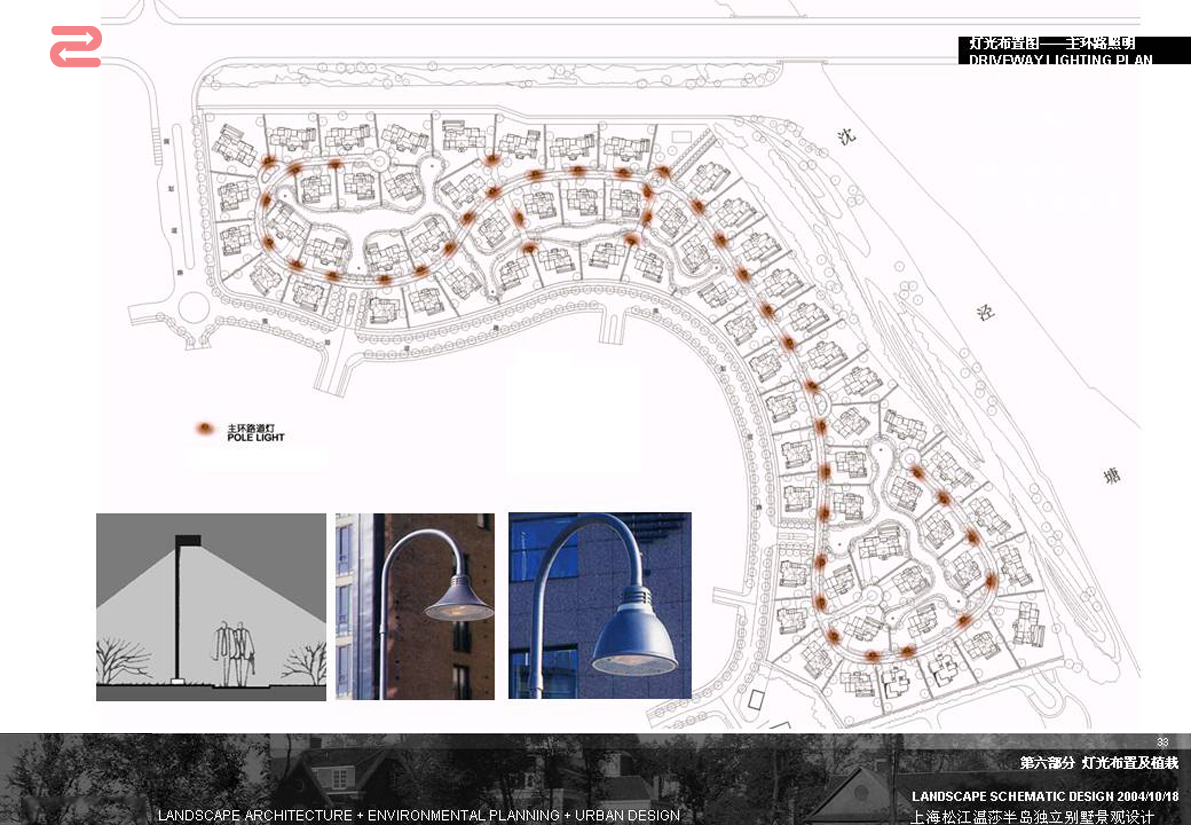 灯光布置图——主环路照明
DRIVEWAY LIGHTING PLAN
沈
泾
塘
主环路道灯
POLE LIGHT
33
第六部分 灯光布置及植栽
LANDSCAPE SCHEMATIC DESIGN 2004/10/18
LANDSCAPE ARCHITECTURE + ENVIRONMENTAL PLANNING + URBAN DESIGN
上海松江温莎半岛独立别墅景观设计